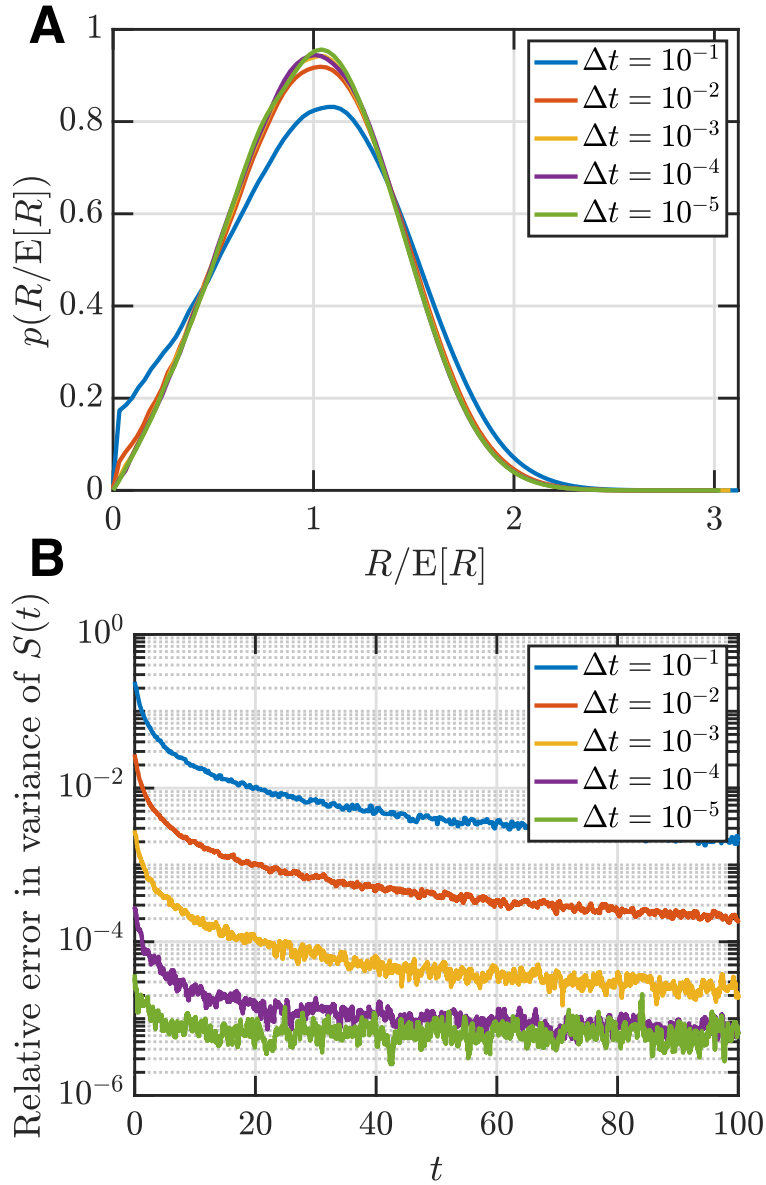 A
p(R/E[R])
1
0.8
0.6
0.4
0.2
0
Δt = 10⁻¹
Δt = 10⁻²
Δt = 10⁻³
Δt = 10⁻⁴
Δt = 10⁻⁵
0 1 2 3
R/E[R]
B
Relative error in variance of S(t)
10⁰
10⁻²
10⁻⁴
10⁻⁶
Δt = 10⁻¹
Δt = 10⁻²
Δt = 10⁻³
Δt = 10⁻⁴
Δt = 10⁻⁵
0 20 40 60 80 100
t